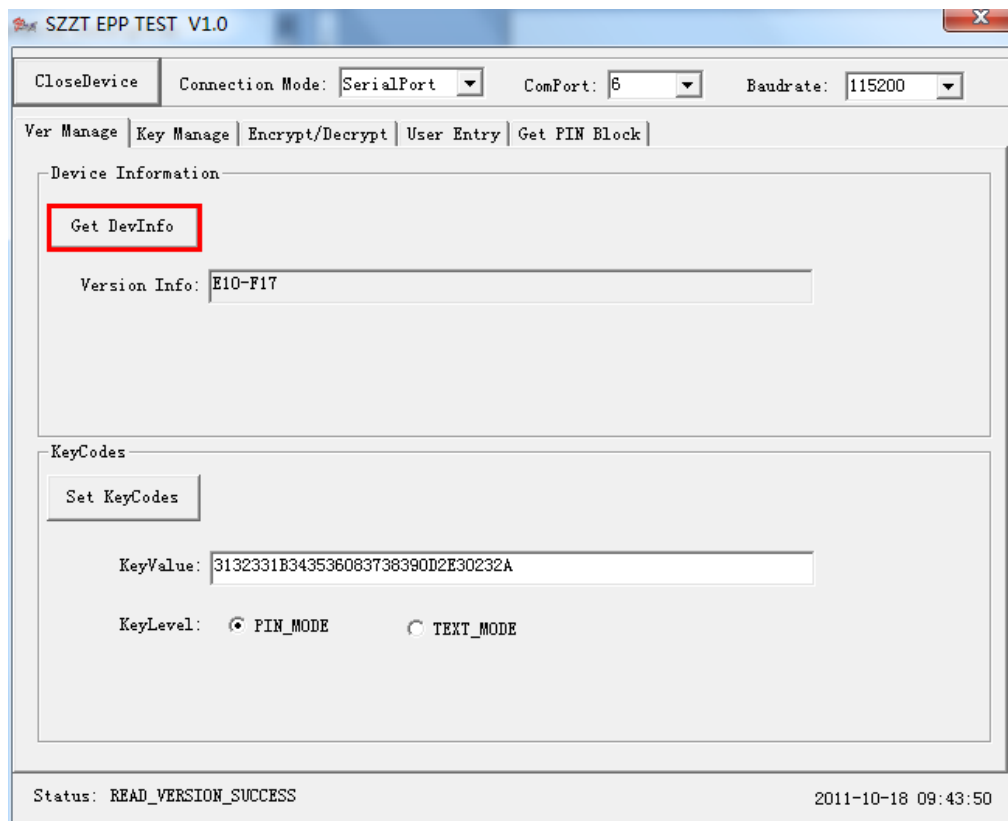 SZZT EPP TEST V1.0
CloseDevice Connection Mode: SerialPort ComPort: 6 Baudrate: 115200
Ver Manage Key Manage Encrypt/Decrypt User Entry Get PIN Block
Device Information
Get DevInfo
Version Info: E10-F17
KeyCodes
Set KeyCodes
KeyValue: 3132331B343536083738390D2E30232A
KeyLevel: PIN_MODE TEXT_MODE
Status: READ_VERSION_SUCCESS 2011-10-18 09:43:50